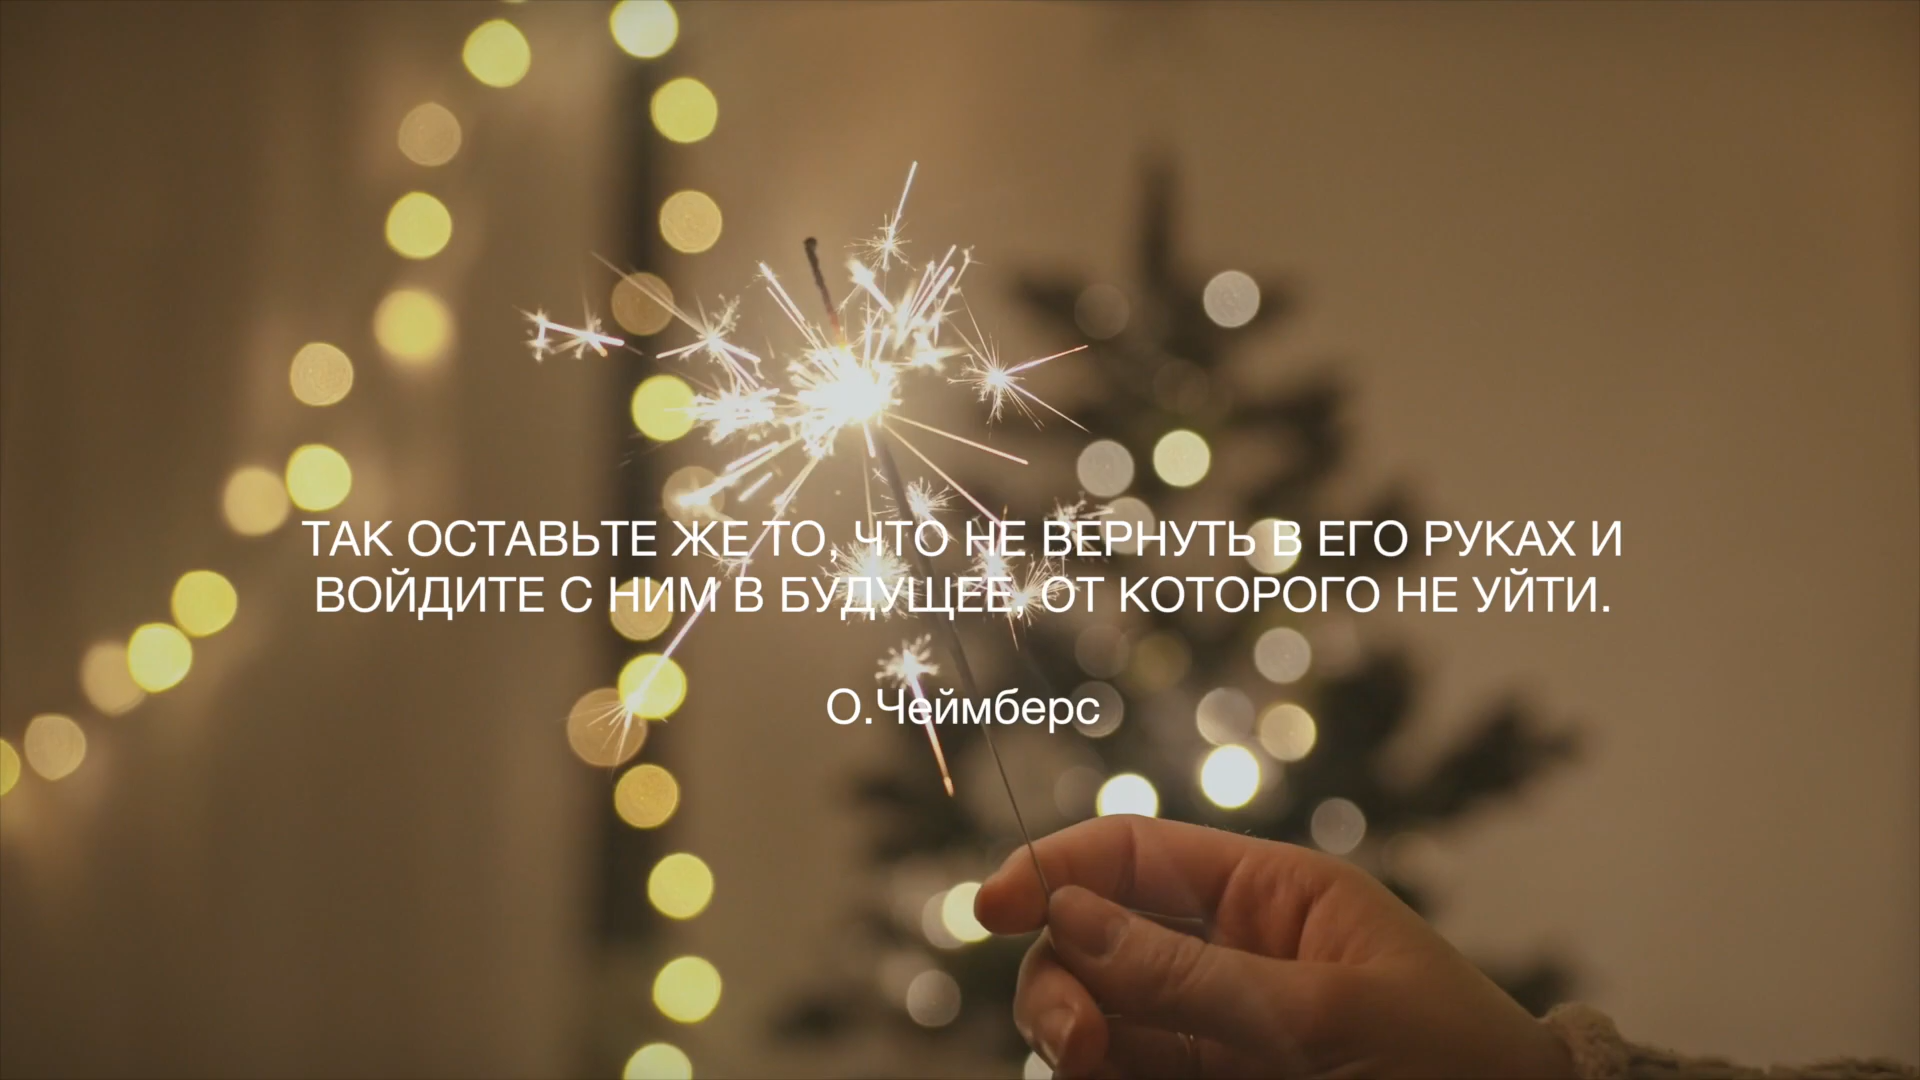 ТАК ОСТАВЬТЕ ЖЕ ТО, ЧТО НЕ ВЕРНУТЬ В ЕГО РУКАХ И
ВОЙДИТЕ С НИМ В БУДУЩЕЕ, ОТ КОТОРОГО НЕ УЙТИ.
О.Чеймберс